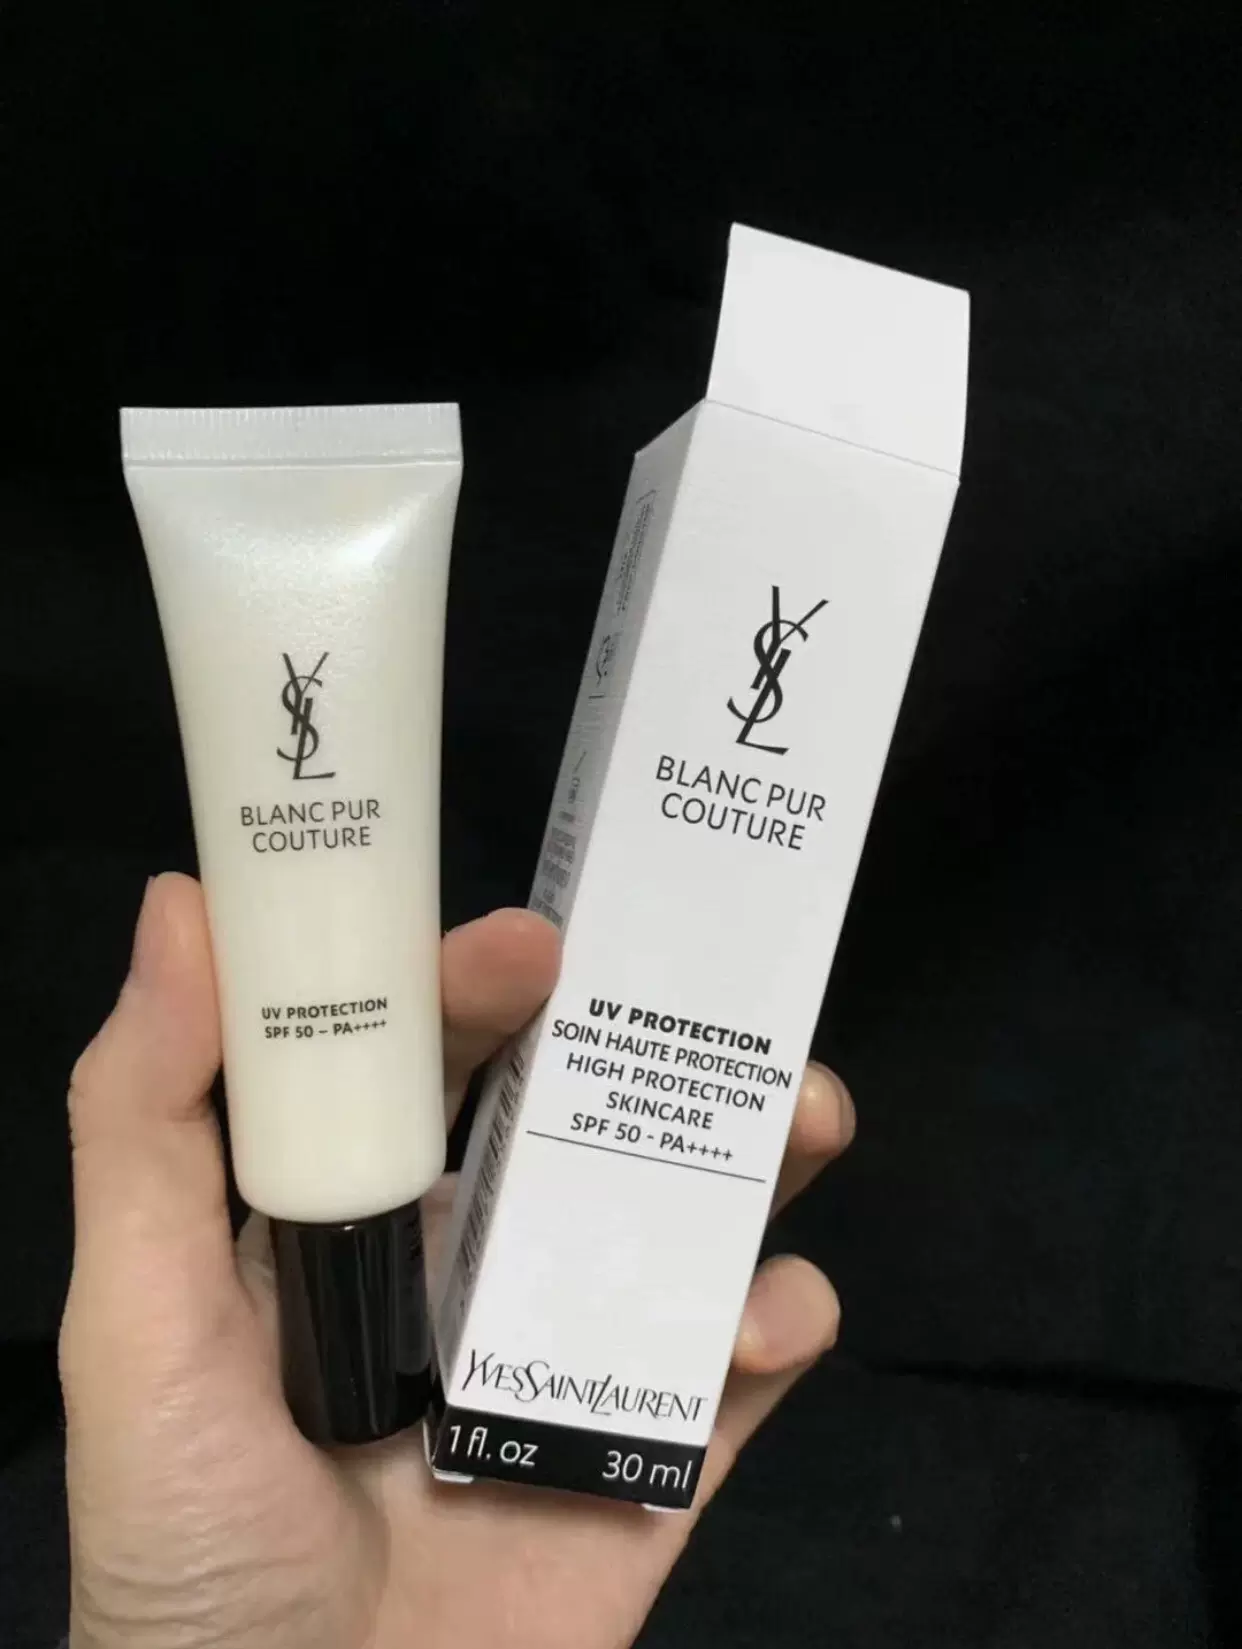 YSL
BLANC PUR
COUTURE
UV PROTECTION
SPF 50 – PA++++
YSL
BLANC PUR
COUTURE
UV PROTECTION
SOIN HAUTE PROTECTION
HIGH PROTECTION
SKINCARE
SPF 50 - PA++++
YVESSAINTLAURENT
1 fl. oz 30 ml